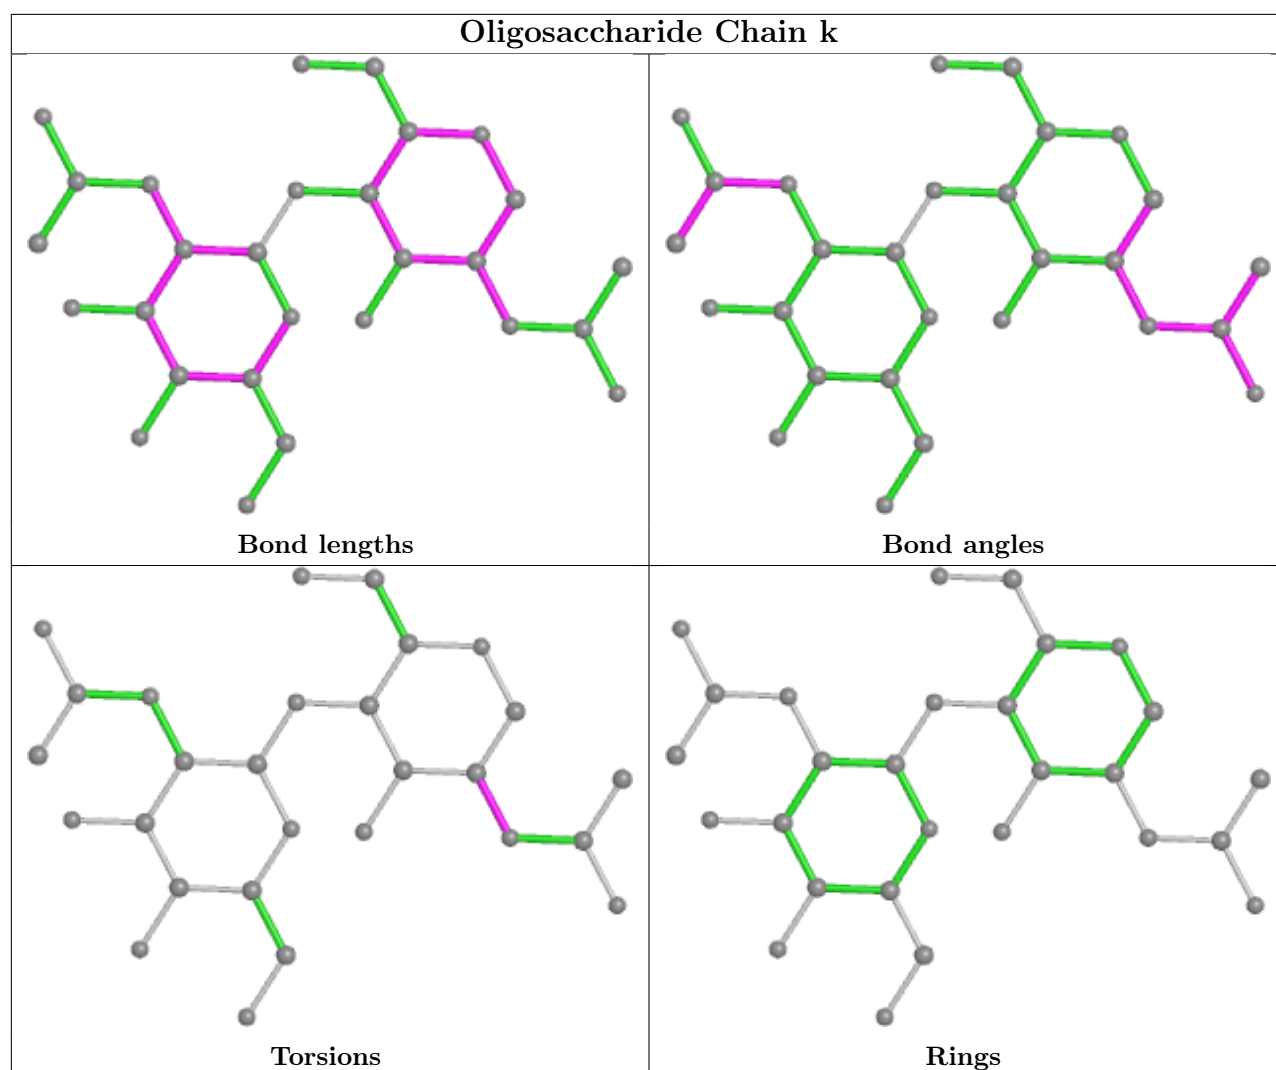 Oligosaccharide Chain k
Bond lengths
Bond angles
Torsions
Rings